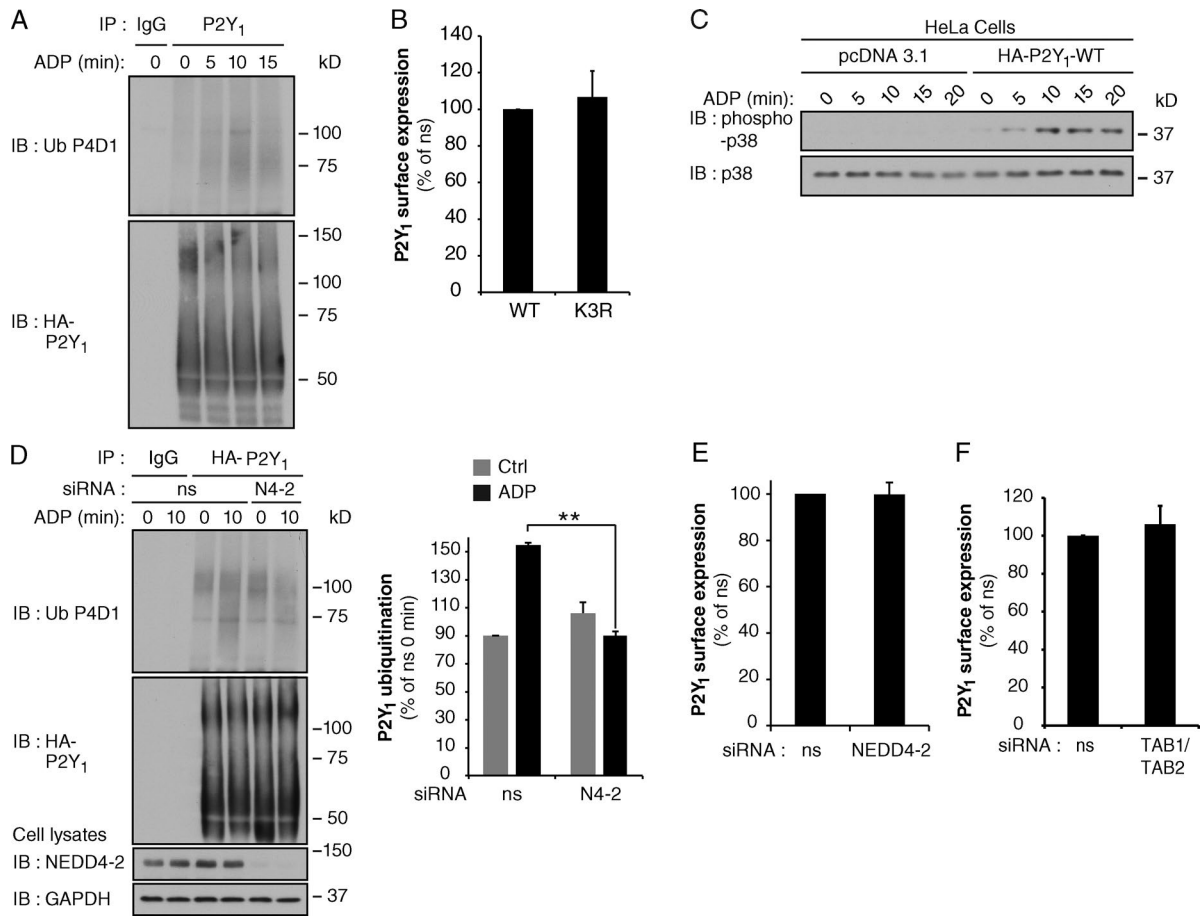 A
IP : IgG P2Y1
ADP (min): 0 0 5 10 15 kD
IB : Ub P4D1
– 100
– 75
IB : HA-
P2Y1
– 150
– 100
– 75
– 50
B
P2Y1 surface expression
(% of ns)
140
120
100
80
60
40
20
0
WT K3R
C
HeLa Cells
pcDNA 3.1 HA-P2Y1-WT
ADP (min): 0 5 10 15 20 0 5 10 15 20 kD
IB : phospho
-p38
– 37
IB : p38
– 37
D
IP : IgG HA- P2Y1
siRNA : ns N4-2
ADP (min): 0 10 0 10 0 10 kD
IB : Ub P4D1
– 100
– 75
IB : HA-
P2Y1
– 100
– 75
– 50
Cell lysates
IB : NEDD4-2
– 150
IB : GAPDH
– 37
Ctrl
ADP
**
P2Y1 ubiquitination
(% of ns 0 min)
150
130
110
90
90
70
50
30
100
0
siRNA ns N4-2
E
P2Y1 surface expression
(% of ns)
100
80
60
40
20
0
siRNA : ns NEDD4-2
F
P2Y1 surface expression
(% of ns)
120
100
80
60
40
20
0
siRNA : ns TAB1/
TAB2